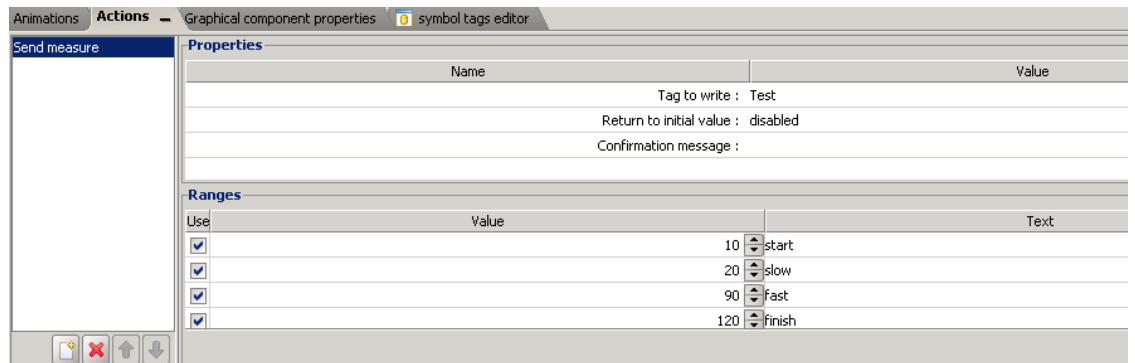 Animations Actions Graphical component properties symbol tags editor
Send measure
Properties
Name Value
Tag to write : Test
Return to initial value : disabled
Confirmation message :
Ranges
Use Value Text
10 start
20 slow
90 fast
120 finish